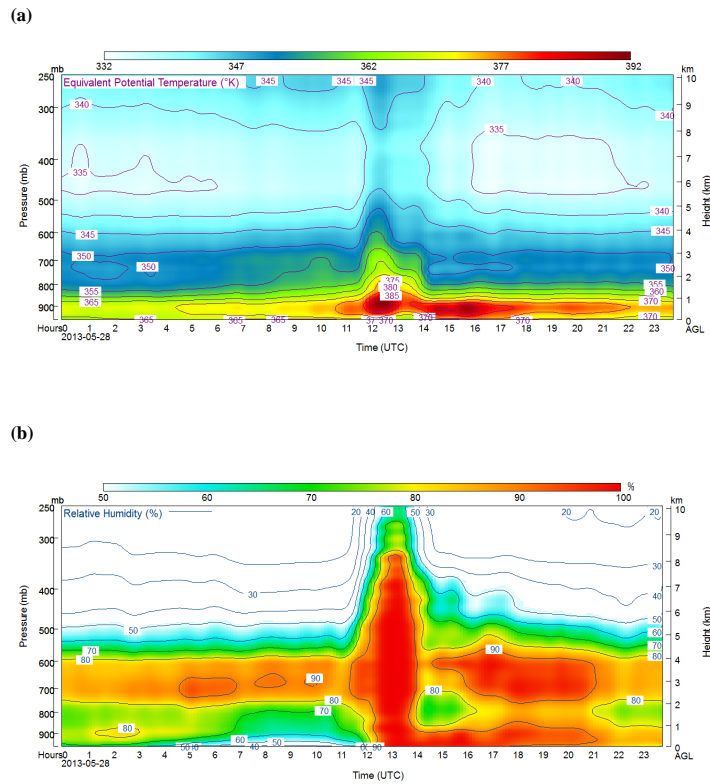 (a)
332 347 362 377 392
mb km
Equivalent Potential Temperature (°K)
250 345 345 345 340 340 10
300 340 340 9
8
400 335 335 7
6
500 340 5
345 345 4
600
700 350 350 350 3
800 375 2
355 380 355
365 385 360
900 365 370 1
365 365 365 370 370 370 0
Hours0 1 2 3 4 5 6 7 8 9 10 11 12 13 14 15 16 17 18 19 20 21 22 23 AGL
2013-05-28
Time (UTC)
Pressure (mb)
Height (km)
(b)
50 60 70 80 90 100
mb % km
Relative Humidity (%)
250 20 40 60 50 30 20 20 10
300 9
8
30
400 30 40 7
50 6
50
500 60 5
70 70
600 80 90 80 4
700 90 90 3
80 80 80
800 70 70 2
900 80 60 1
50 40 50 90 0
Hours0 1 2 3 4 5 6 7 8 9 10 11 12 13 14 15 16 17 18 19 20 21 22 23 AGL
2013-05-28
Time (UTC)
Pressure (mb)
Height (km)